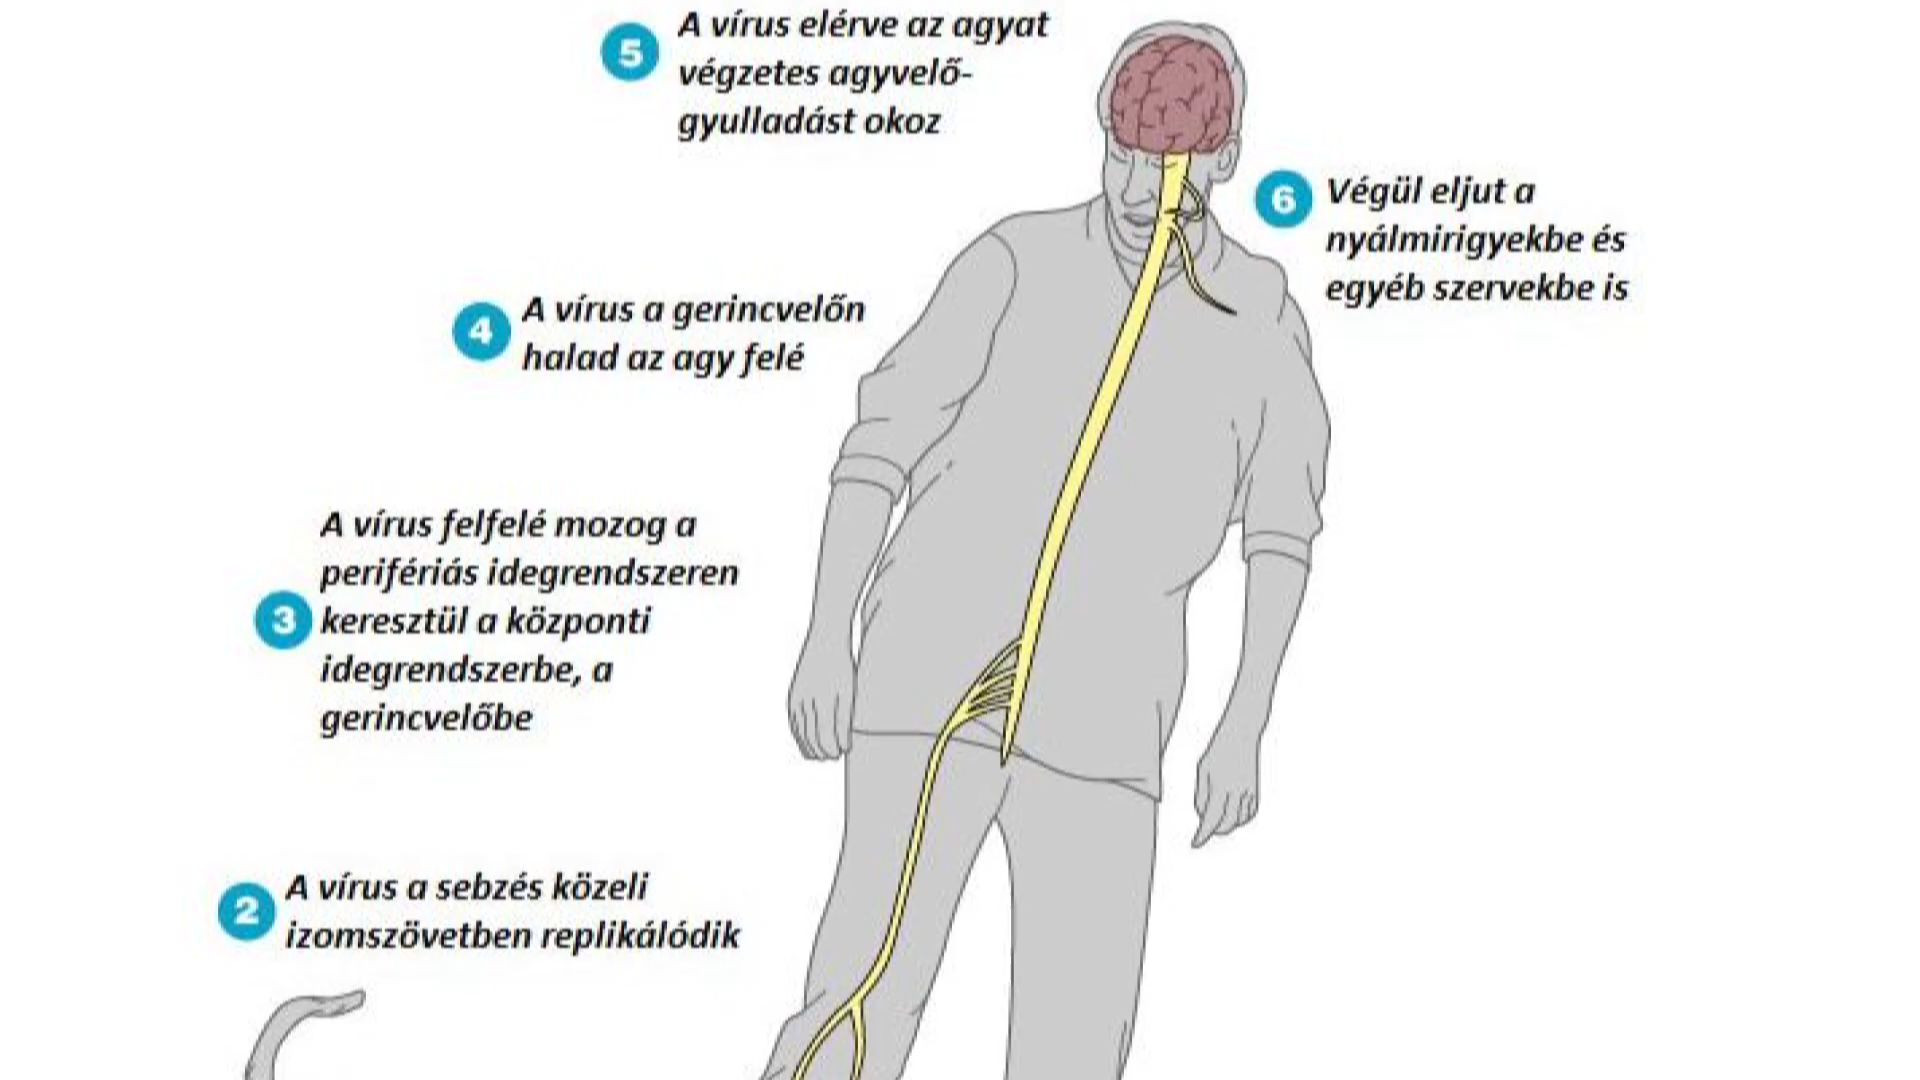 5
A vírus elérve az agyat
végzetes agyvelő-
gyulladást okoz
6
Végül eljut a
nyálmirigyekbe és
egyéb szervekbe is
4
A vírus a gerincvelőn
halad az agy felé
3
A vírus felfelé mozog a
perifériás idegrendszeren
keresztül a központi
idegrendszerbe, a
gerincvelőbe
2
A vírus a sebzés közeli
izomszövetben replikálódik